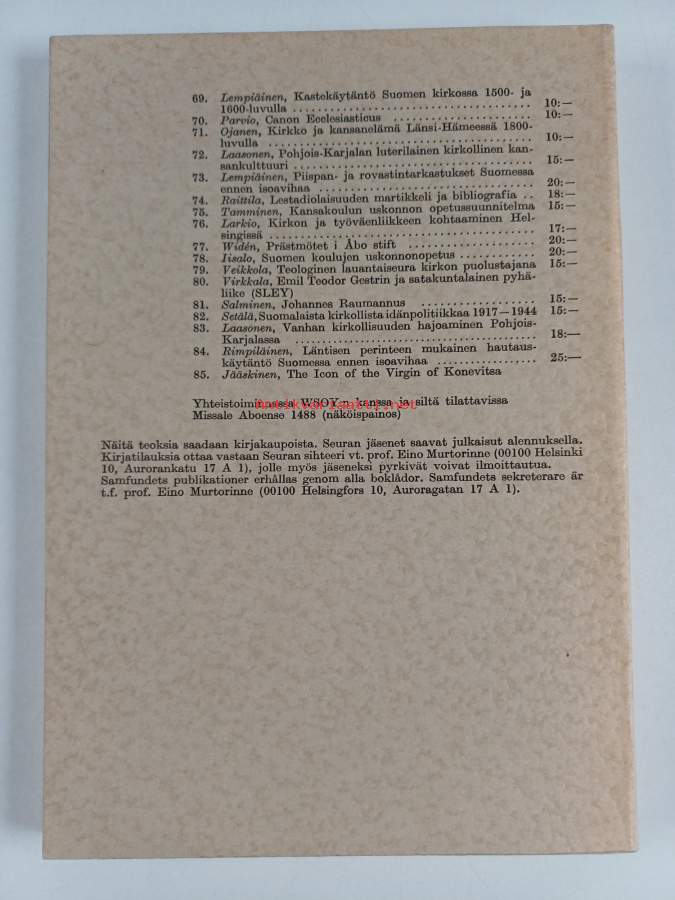 69. Lempiäinen, Kastekäytäntö Suomen kirkossa 1500- ja
1600-luvulla ........ 10:—
70. Parvio, Canon Ecclesiasticus ........ 10:—
71. Ojanen, Kirkko ja kansanelämä Länsi-Hämeessä 1800-
luvulla ........ 10:—
72. Laasonen, Pohjois-Karjalan luterilainen kirkollinen kan-
sankulttuuri ........ 15:—
73. Lempiäinen, Piispan- ja rovastintarkastukset Suomessa
ennen isoavihaa ........ 20:—
74. Raittila, Lestadiolaisuuden martikkeli ja bibliografia .. 18:—
75. Tamminen, Kansakoulun uskonnon opetussuunnitelma 15:—
76. Larkio, Kirkon ja työväenliikkeen kohtaaminen Hel-
singissä ........ 17:—
77. Widén, Prästmötet i Åbo stift ........ 20:—
78. Iisalo, Suomen koulujen uskonnonopetus ........ 20:—
79. Veikkola, Teologinen lauantaiseura kirkon puolustajana 15:—
80. Virkkala, Emil Teodor Gestrin ja satakuntalainen pyhä-
liike (SLEY)
81. Salminen, Johannes Raumannus ........ 15:—
82. Setälä, Suomalaista kirkollista idänpolitiikkaa 1917—1944 15:—
83. Laasonen, Vanhan kirkollisuuden hajoaminen Pohjois-
Karjalassa ........ 18:—
84. Rimpiläinen, Läntisen perinteen mukainen hautaus-
käytäntö Suomessa ennen isoavihaa ........ 25:—
85. Jääskinen, The Icon of the Virgin of Konevitsa
Yhteistoiminnassa WSOY:n kanssa ja siltä tilattavissa
antikvariaatti.net
Missale Aboense 1488 (näköispainos)
Näitä teoksia saadaan kirjakaupoista. Seuran jäsenet saavat julkaisut alennuksella.
Kirjatilauksia ottaa vastaan Seuran sihteeri vt. prof. Eino Murtorinne (00100 Helsinki
10, Aurorankatu 17 A 1), jolle myös jäseneksi pyrkivät voivat ilmoittautua.
Samfundets publikationer erhållas genom alla boklådor. Samfundets sekreterare är
t.f. prof. Eino Murtorinne (00100 Helsingfors 10, Auroragatan 17 A 1).